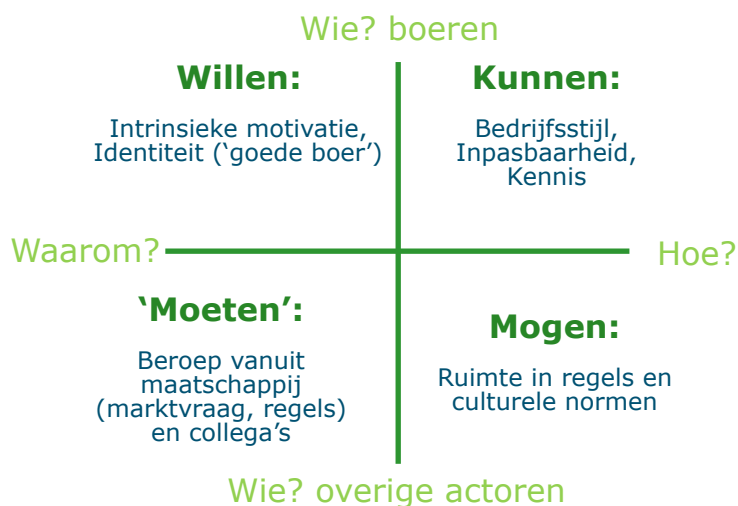 Wie? boeren
Willen:
Intrinsieke motivatie,
Identiteit (‘goede boer’)
Kunnen:
Bedrijfsstijl,
Inpasbaarheid,
Kennis
Waarom?
Hoe?
‘Moeten’:
Beroep vanuit
maatschappij
(marktvraag, regels)
en collega’s
Mogen:
Ruimte in regels en
culturele normen
Wie? overige actoren